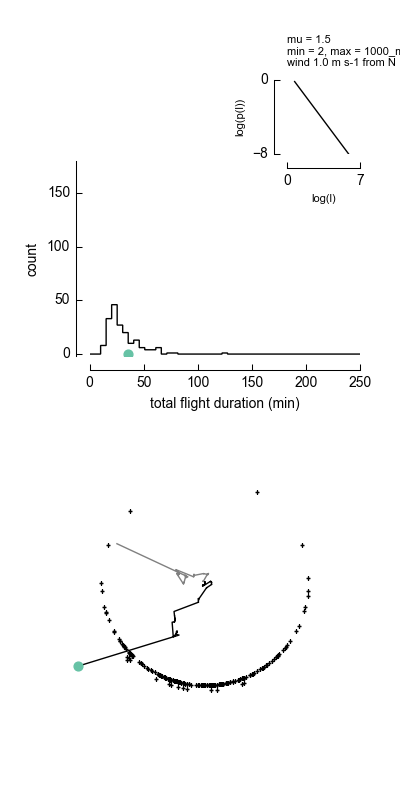 mu = 1.5
min = 2, max = 1000_m
wind 1.0 m s-1 from N
0
log(p(l))
−8
0
7
log(l)
150
100
50
0
count
0
50
100
150
200
250
total flight duration (min)